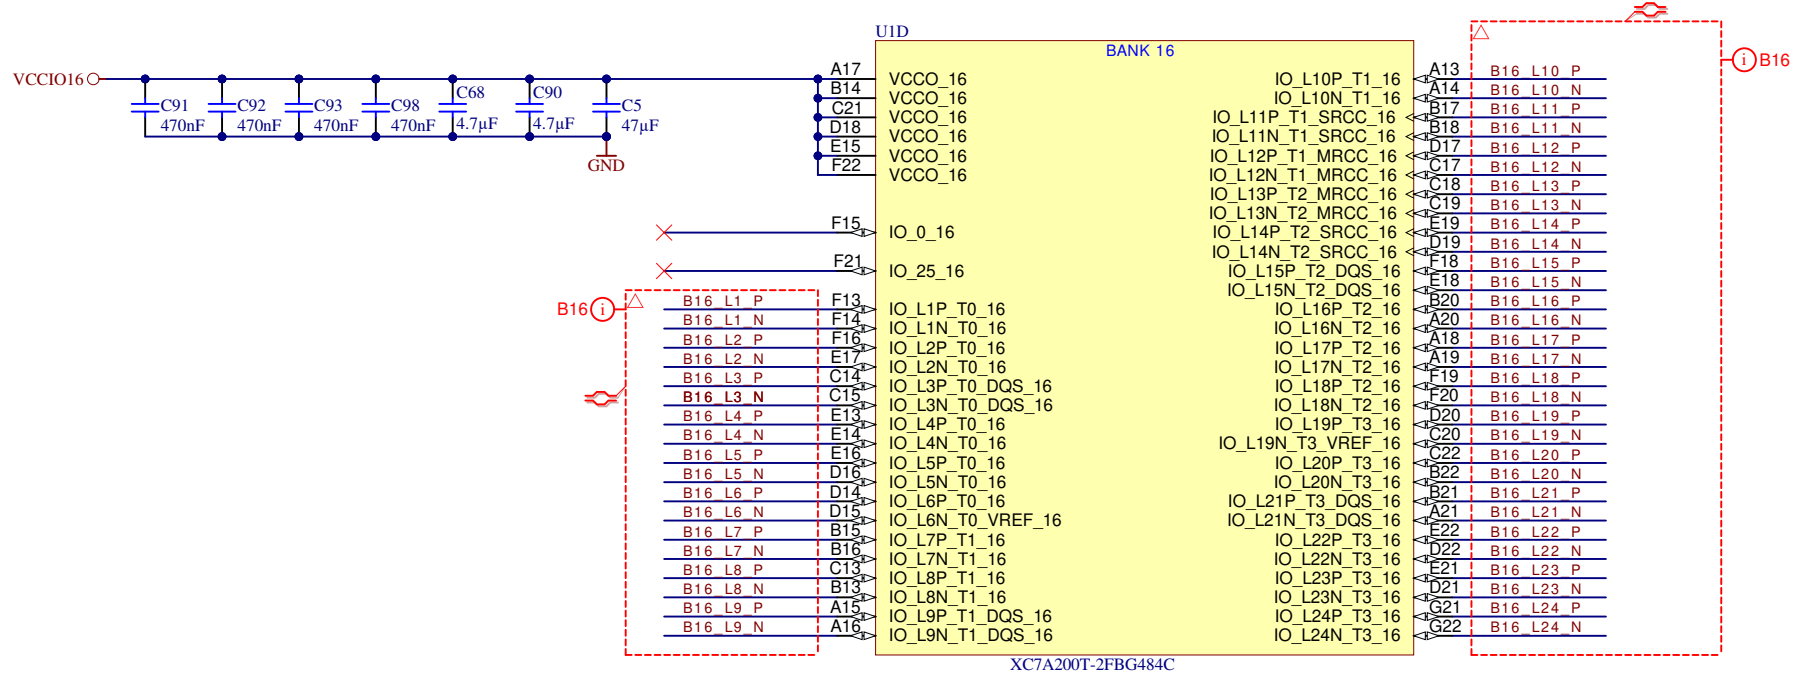 U1D
BANK 16
B16
VCCIO16
C91
470nF
C92
470nF
C93
470nF
C98
470nF
C68
4.7µF
C90
4.7µF
C5
47µF
GND
A17 VCCO_16
B14 VCCO_16
C21 VCCO_16
D18 VCCO_16
E15 VCCO_16
F22 VCCO_16
F15 IO_0_16
F21 IO_25_16
B16
B16_L1_P F13 IO_L1P_T0_16
B16_L1_N F14 IO_L1N_T0_16
B16_L2_P F16 IO_L2P_T0_16
B16_L2_N E17 IO_L2N_T0_16
B16_L3_P C14 IO_L3P_T0_DQS_16
B16_L3_N C15 IO_L3N_T0_DQS_16
B16_L4_P E13 IO_L4P_T0_16
B16_L4_N E14 IO_L4N_T0_16
B16_L5_P E16 IO_L5P_T0_16
B16_L5_N D16 IO_L5N_T0_16
B16_L6_P D14 IO_L6P_T0_16
B16_L6_N D15 IO_L6N_T0_VREF_16
B16_L7_P B15 IO_L7P_T1_16
B16_L7_N B16 IO_L7N_T1_16
B16_L8_P C13 IO_L8P_T1_16
B16_L8_N B13 IO_L8N_T1_16
B16_L9_P A15 IO_L9P_T1_DQS_16
B16_L9_N A16 IO_L9N_T1_DQS_16
IO_L10P_T1_16 A13 B16_L10_P
IO_L10N_T1_16 A14 B16_L10_N
IO_L11P_T1_SRCC_16 B17 B16_L11_P
IO_L11N_T1_SRCC_16 B18 B16_L11_N
IO_L12P_T1_MRCC_16 D17 B16_L12_P
IO_L12N_T1_MRCC_16 C17 B16_L12_N
IO_L13P_T2_MRCC_16 C18 B16_L13_P
IO_L13N_T2_MRCC_16 C19 B16_L13_N
IO_L14P_T2_SRCC_16 E19 B16_L14_P
IO_L14N_T2_SRCC_16 D19 B16_L14_N
IO_L15P_T2_DQS_16 F18 B16_L15_P
IO_L15N_T2_DQS_16 E18 B16_L15_N
IO_L16P_T2_16 B20 B16_L16_P
IO_L16N_T2_16 A20 B16_L16_N
IO_L17P_T2_16 A18 B16_L17_P
IO_L17N_T2_16 A19 B16_L17_N
IO_L18P_T2_16 F19 B16_L18_P
IO_L18N_T2_16 F20 B16_L18_N
IO_L19P_T3_16 D20 B16_L19_P
IO_L19N_T3_VREF_16 C20 B16_L19_N
IO_L20P_T3_16 C22 B16_L20_P
IO_L20N_T3_16 B22 B16_L20_N
IO_L21P_T3_DQS_16 B21 B16_L21_P
IO_L21N_T3_DQS_16 A21 B16_L21_N
IO_L22P_T3_16 E22 B16_L22_P
IO_L22N_T3_16 D22 B16_L22_N
IO_L23P_T3_16 E21 B16_L23_P
IO_L23N_T3_16 D21 B16_L23_N
IO_L24P_T3_16 G21 B16_L24_P
IO_L24N_T3_16 G22 B16_L24_N
XC7A200T-2FBG484C